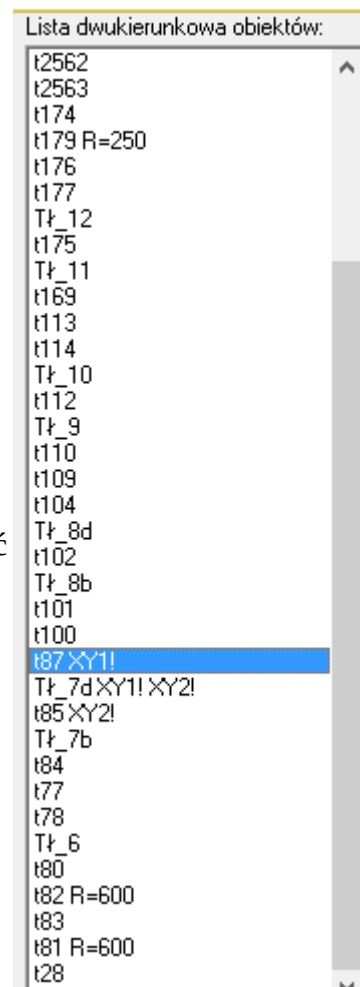 Lista dwukierunkowa obiektów:
t2562
t2563
t174
t179 R=250
t176
t177
Tł_12
t175
Tł_11
t169
t113
t114
Tł_10
t112
Tł_9
t110
t109
t104
Tł_8d
ć
t102
Tł_8b
t101
t100
t87 XY1!
Tł_7d XY1! XY2!
t85 XY2!
Tł_7b
t84
t77
t78
Tł_6
t80
t82 R=600
t83
t81 R=600
t28